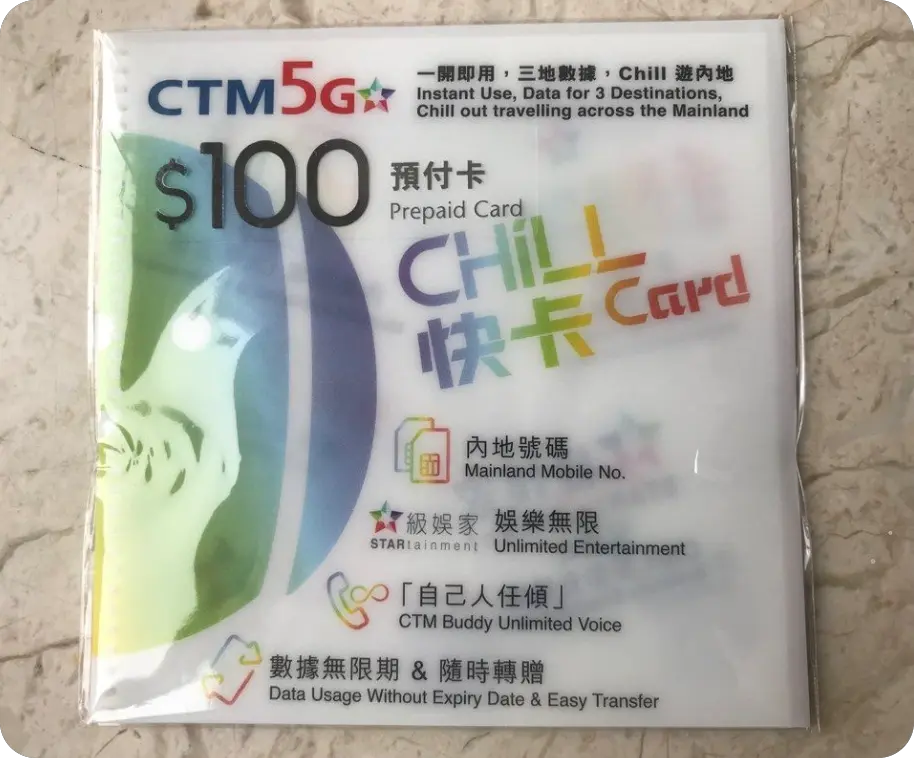 CTM5G
一開即用，三地數據，Chill 遊內地
Instant Use, Data for 3 Destinations,
Chill out travelling across the Mainland
$100
預付卡
Prepaid Card
CHiLL
快卡 Card
內地號碼
Mainland Mobile No.
級娛家 娛樂無限
STARtainment Unlimited Entertainment
「自己人任傾」
CTM Buddy Unlimited Voice
數據無限期 & 隨時轉贈
Data Usage Without Expiry Date & Easy Transfer